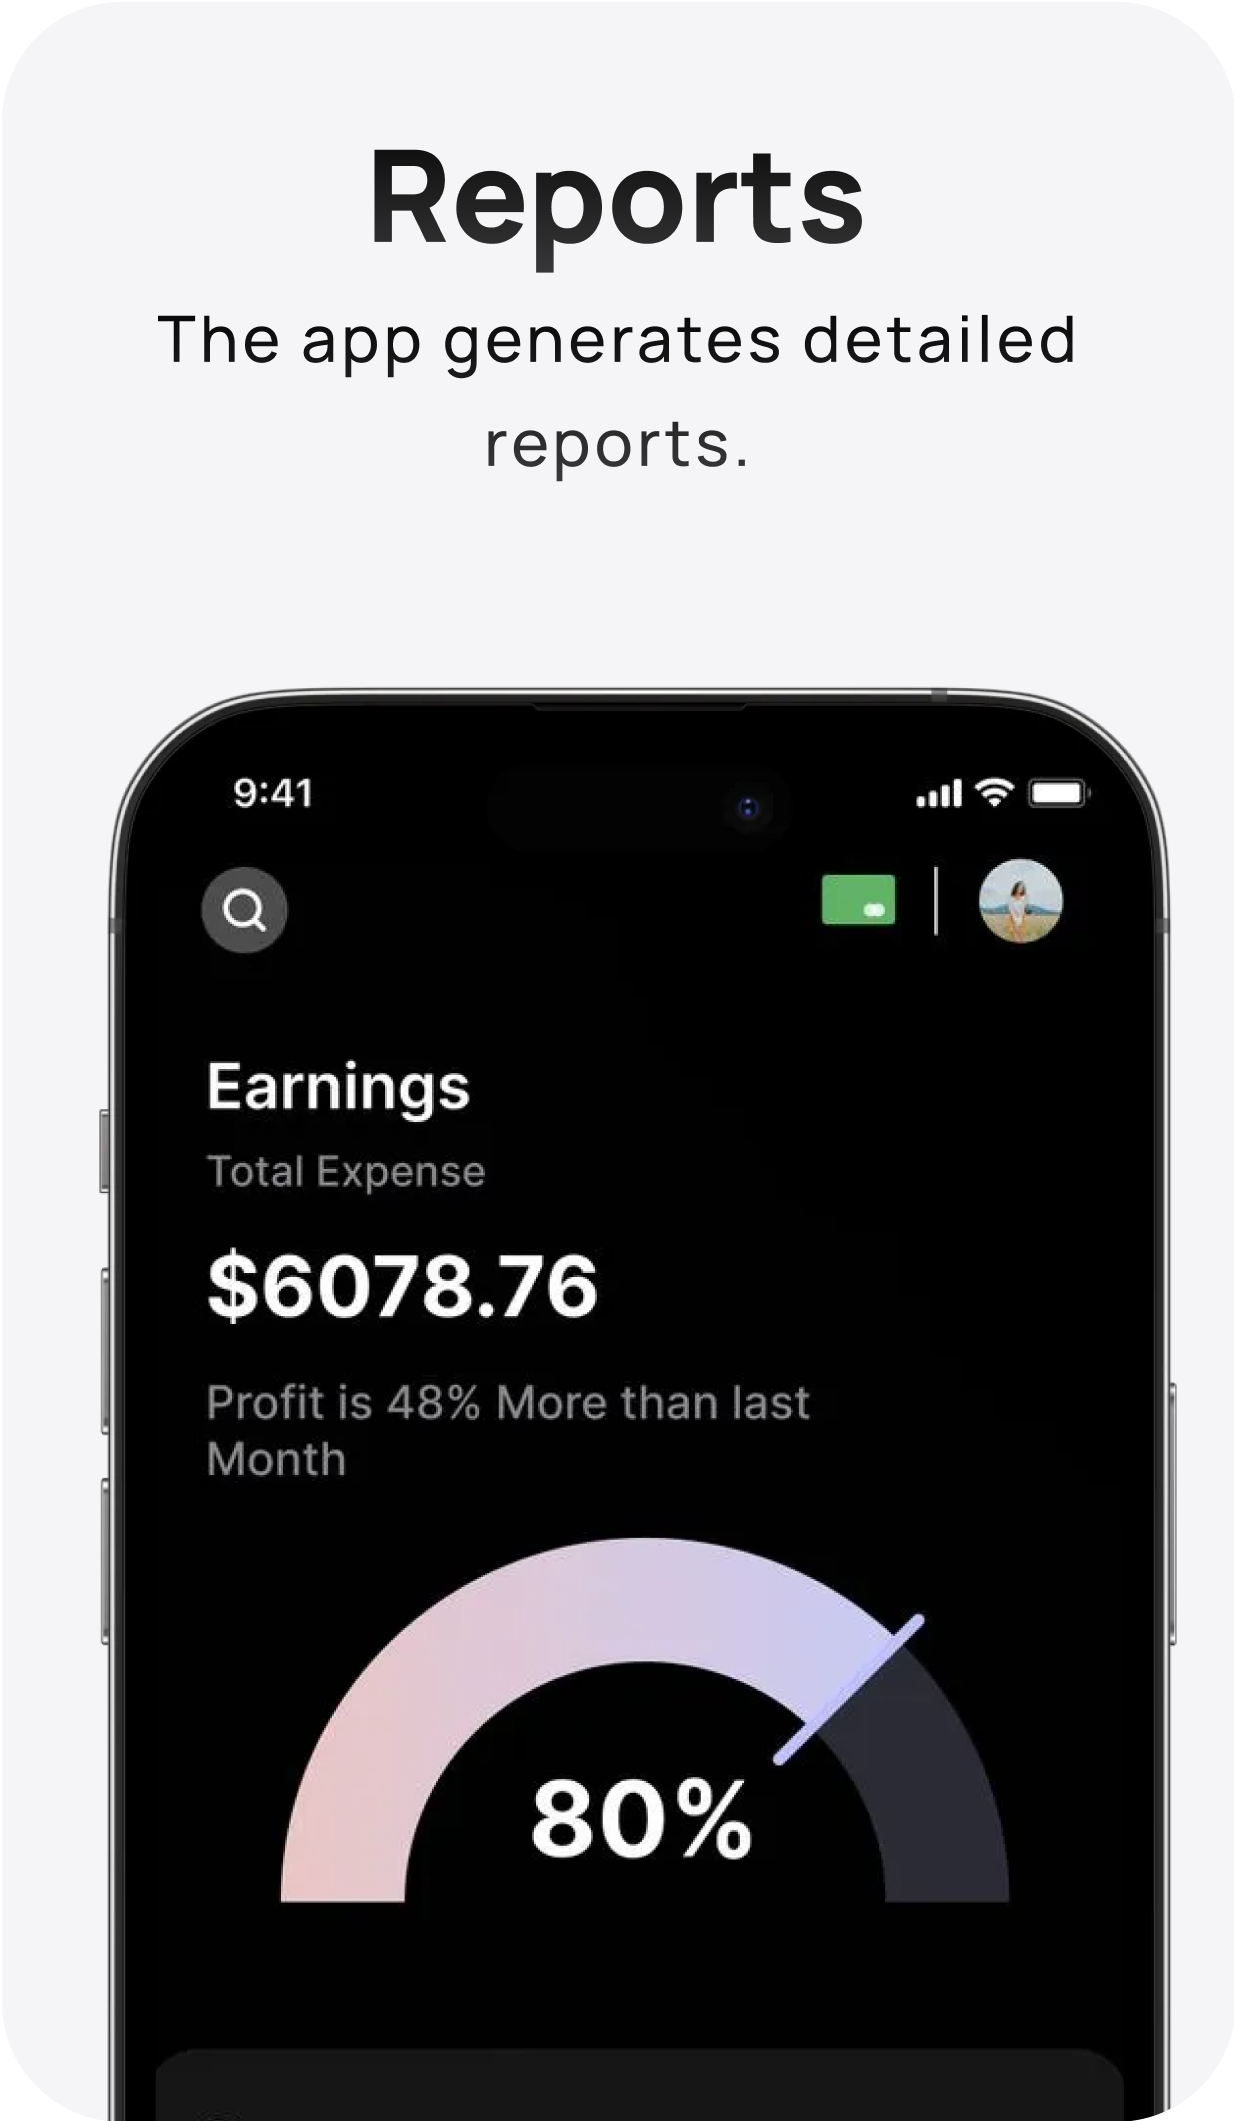 Reports
The app generates detailed
reports.
9:41
Earnings
Total Expense
$6078.76
Profit is 48% More than last
Month
80%